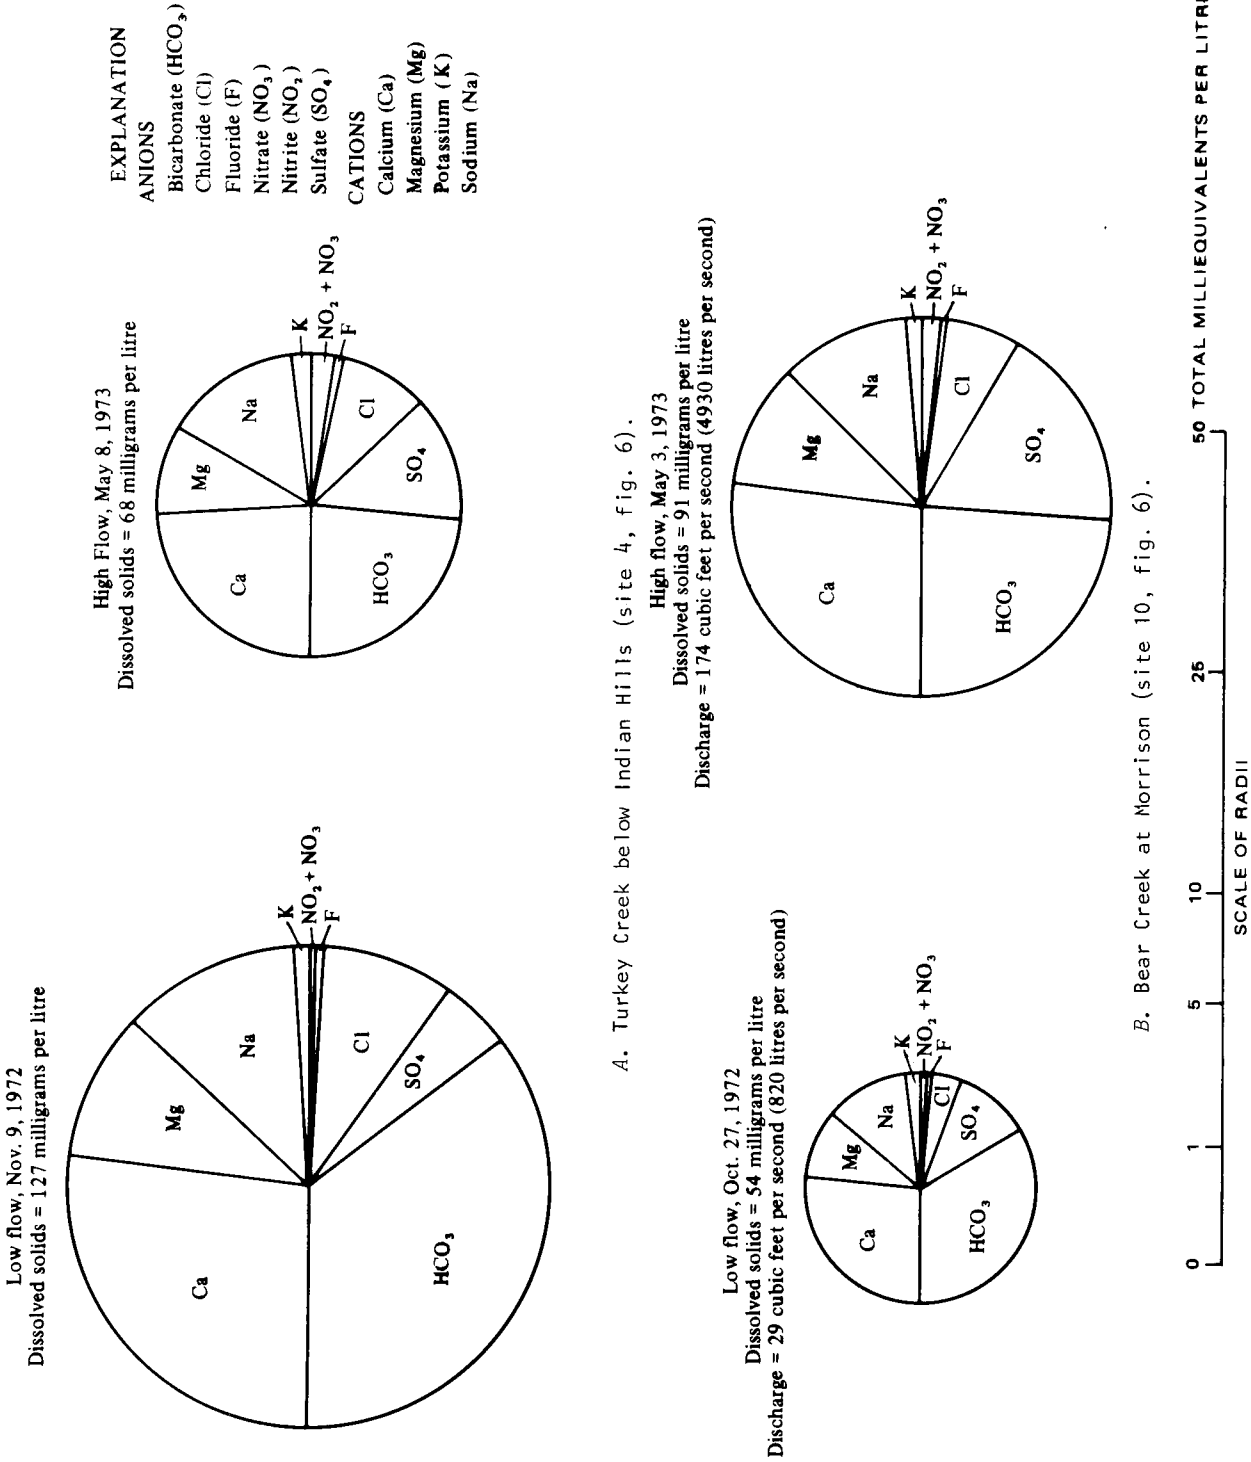 EXPLANATION
ANIONS
Bicarbonate (HCO₃)
Chloride (Cl)
Fluoride (F)
Nitrate (NO₃)
Nitrite (NO₂)
Sulfate (SO₄)
CATIONS
Calcium (Ca)
Magnesium (Mg)
Potassium (K)
Sodium (Na)
Low flow, Nov. 9, 1972
Dissolved solids = 127 milligrams per litre
Ca
Mg
Na
K
NO₂ + NO₃
F
Cl
SO₄
HCO₃
High Flow, May 8, 1973
Dissolved solids = 68 milligrams per litre
Ca
Mg
Na
K
NO₂ + NO₃
F
Cl
SO₄
HCO₃
A. Turkey Creek below Indian Hills (site 4, fig. 6).
Low flow, Oct. 27, 1972
Dissolved solids = 54 milligrams per litre
Discharge = 29 cubic feet per second (820 litres per second)
Ca
Mg
Na
K
NO₂ + NO₃
F
Cl
SO₄
HCO₃
High flow, May 3, 1973
Dissolved solids = 91 milligrams per litre
Discharge = 174 cubic feet per second (4930 litres per second)
Ca
Mg
Na
K
NO₂ + NO₃
F
Cl
SO₄
HCO₃
B. Bear Creek at Morrison (site 10, fig. 6).
0 1 5 10 25 50 TOTAL MILLIEQUIVALENTS PER LITRE
SCALE OF RADII